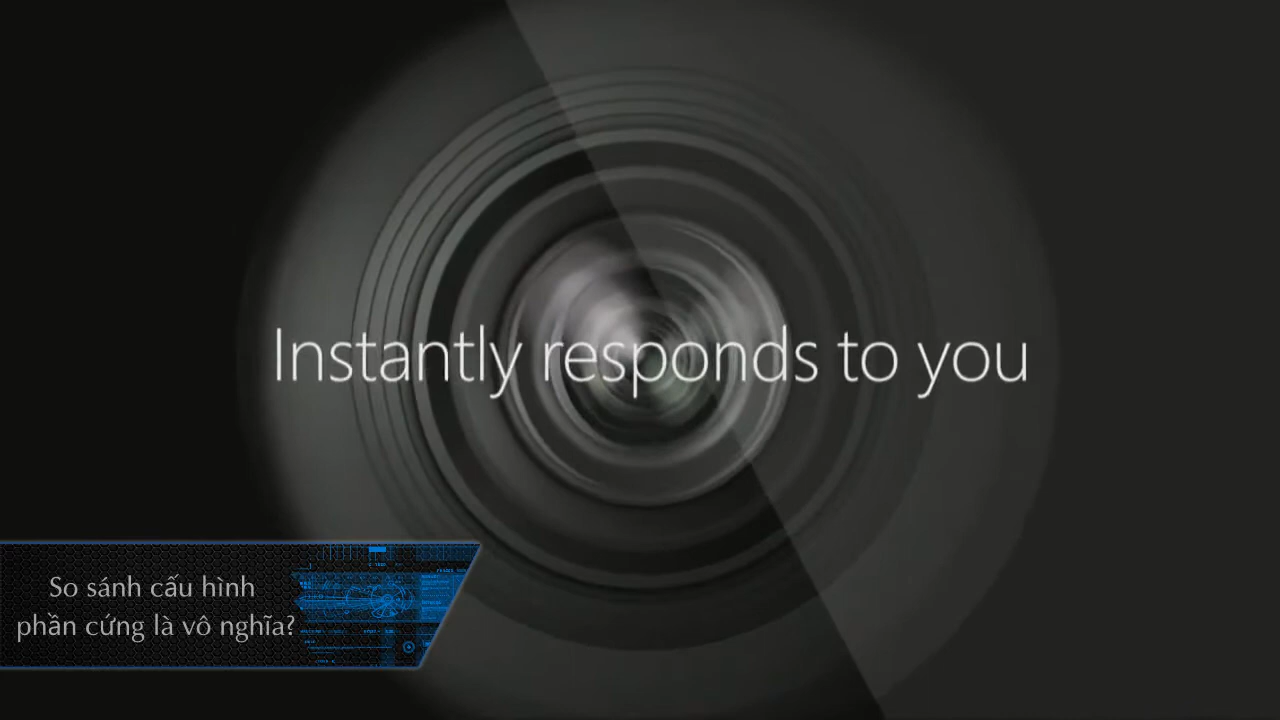 Instantly responds to you
So sánh cấu hình
phần cứng là vô nghĩa?